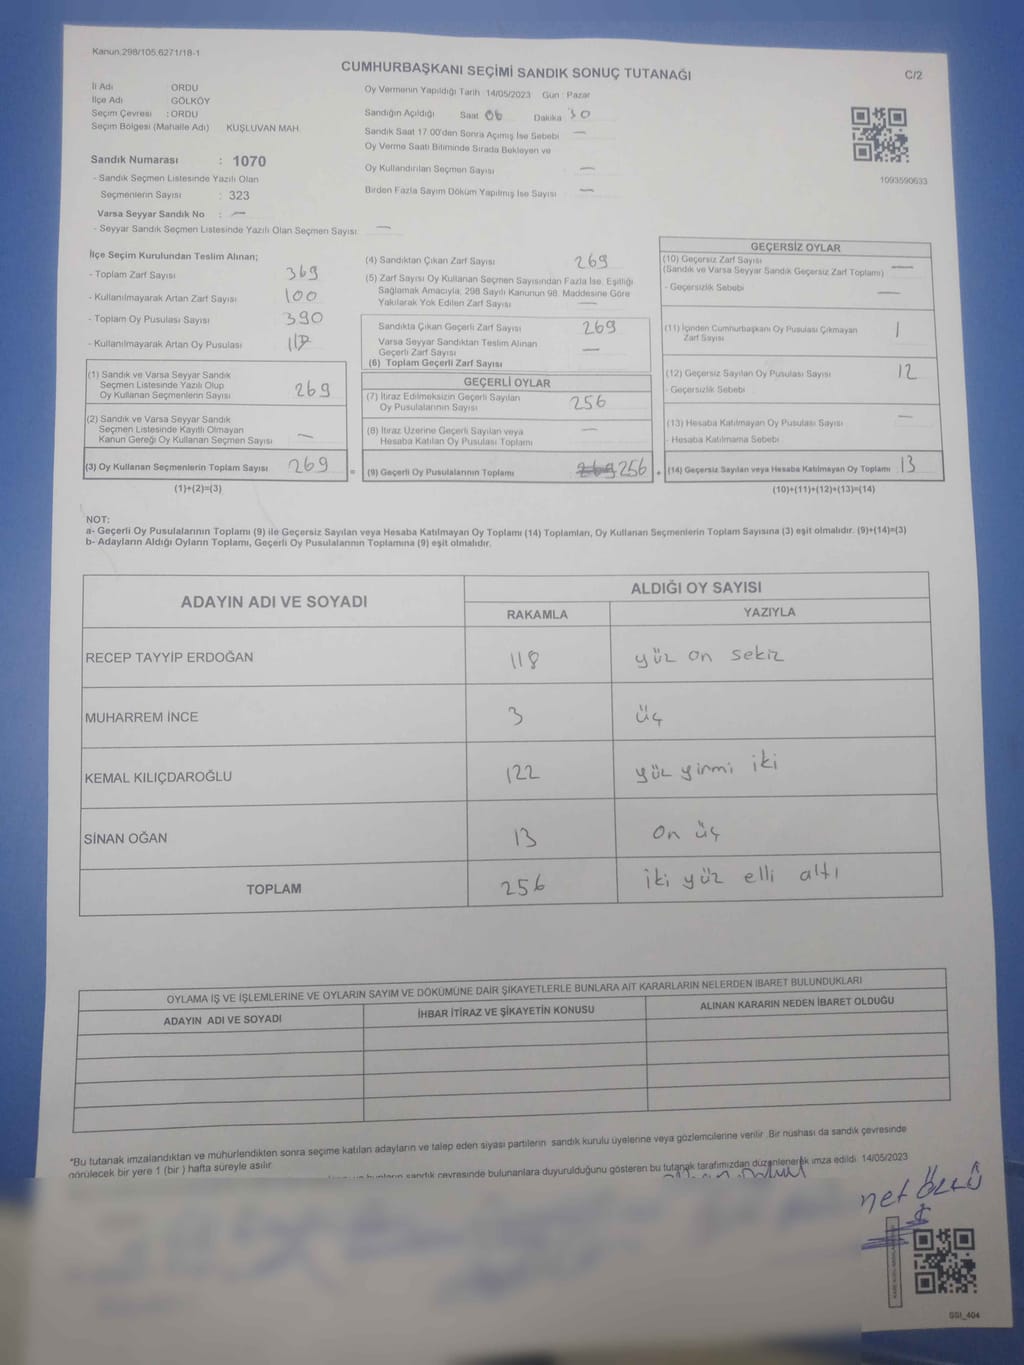 Kanun.298/105,6271/18-1
CUMHURBAŞKANI SEÇİMİ SANDIK SONUÇ TUTANAĞI
C/2
İl Adı ORDU
İlçe Adı GÖLKÖY
Seçim Çevresi : ORDU
Seçim Bölgesi (Mahalle Adı) KUŞLUVAN MAH.
Sandık Numarası : 1070
- Sandık Seçmen Listesinde Yazılı Olan
Seçmenlerin Sayısı : 323
Varsa Seyyar Sandık No : —
- Seyyar Sandık Seçmen Listesinde Yazılı Olan Seçmen Sayısı —
Oy Vermenin Yapıldığı Tarih : 14/05/2023 Gün : Pazar
Sandığın Açıldığı Saat 06 Dakika 30
Sandık Saat 17.00'den Sonra Açılmış İse Sebebi —
Oy Verme Saati Bitiminde Sırada Bekleyen ve
Oy Kullandırılan Seçmen Sayısı —
Birden Fazla Sayım Döküm Yapılmış İse Sayısı —
1093590633
İlçe Seçim Kurulundan Teslim Alınan;
- Toplam Zarf Sayısı 369
- Kullanılmayarak Artan Zarf Sayısı 100
- Toplam Oy Pusulası Sayısı 390
- Kullanılmayarak Artan Oy Pusulası
(1) Sandık ve Varsa Seyyar Sandık
Seçmen Listesinde Yazılı Olup
Oy Kullanan Seçmenlerin Sayısı 269
(2) Sandık ve Varsa Seyyar Sandık
Seçmen Listesinde Kayıtlı Olmayan
Kanun Gereği Oy Kullanan Seçmen Sayısı —
(3) Oy Kullanan Seçmenlerin Toplam Sayısı 269
=
(1)+(2)=(3)
(4) Sandıktan Çıkan Zarf Sayısı 269
(5) Zarf Sayısı Oy Kullanan Seçmen Sayısından Fazla İse, Eşitliği
Sağlamak Amacıyla, 298 Sayılı Kanunun 98. Maddesine Göre
Yakılarak Yok Edilen Zarf Sayısı —
Sandıkta Çıkan Geçerli Zarf Sayısı 269
Varsa Seyyar Sandıktan Teslim Alınan
Geçerli Zarf Sayısı —
(6) Toplam Geçerli Zarf Sayısı
GEÇERLİ OYLAR
(7) İtiraz Edilmeksizin Geçerli Sayılan
Oy Pusulalarının Sayısı 256
(8) İtiraz Üzerine Geçerli Sayılan veya
Hesaba Katılan Oy Pusulası Toplamı —
(9) Geçerli Oy Pusulalarının Toplamı 269 256
+
GEÇERSİZ OYLAR
(10) Geçersiz Zarf Sayısı
(Sandık ve Varsa Seyyar Sandık Geçersiz Zarf Toplamı) —
- Geçersizlik Sebebi —
(11) İçinden Cumhurbaşkanı Oy Pusulası Çıkmayan
Zarf Sayısı 1
(12) Geçersiz Sayılan Oy Pusulası Sayısı 12
- Geçersizlik Sebebi
(13) Hesaba Katılmayan Oy Pusulası Sayısı —
- Hesaba Katılmama Sebebi
(14) Geçersiz Sayılan veya Hesaba Katılmayan Oy Toplamı 13
(10)+(11)+(12)+(13)=(14)
NOT:
a- Geçerli Oy Pusulalarının Toplamı (9) ile Geçersiz Sayılan veya Hesaba Katılmayan Oy Toplamı (14) Toplamları, Oy Kullanan Seçmenlerin Toplam Sayısına (3) eşit olmalıdır. (9)+(14)=(3)
b- Adayların Aldığı Oyların Toplamı, Geçerli Oy Pusulalarının Toplamına (9) eşit olmalıdır.
ADAYIN ADI VE SOYADI
ALDIĞI OY SAYISI
RAKAMLA YAZIYLA
RECEP TAYYİP ERDOĞAN 118 yüz on sekiz
MUHARREM İNCE 3 üç
KEMAL KILIÇDAROĞLU 122 yüz yirmi iki
SİNAN OĞAN 13 on üç
TOPLAM 256 iki yüz elli altı
OYLAMA İŞ VE İŞLEMLERİNE VE OYLARIN SAYIM VE DÖKÜMÜNE DAİR ŞİKAYETLERLE BUNLARA AİT KARARLARIN NELERDEN İBARET BULUNDUKLARI
ADAYIN ADI VE SOYADI İHBAR İTİRAZ VE ŞİKAYETİN KONUSU ALINAN KARARIN NEDEN İBARET OLDUĞU
*Bu tutanak imzalandıktan ve mühürlendikten sonra seçime katılan adayların ve talep eden siyasi partilerin sandık kurulu üyelerine veya gözlemcilerine verilir. Bir nüshası da sandık çevresinde
görülecek bir yere 1 (bir) hafta süreyle asılır.
sandık çevresinde bulunanlara duyurulduğunu gösteren bu tutanak tarafımızdan düzenlenerek imza edildi. 14/05/2023
SSI_404